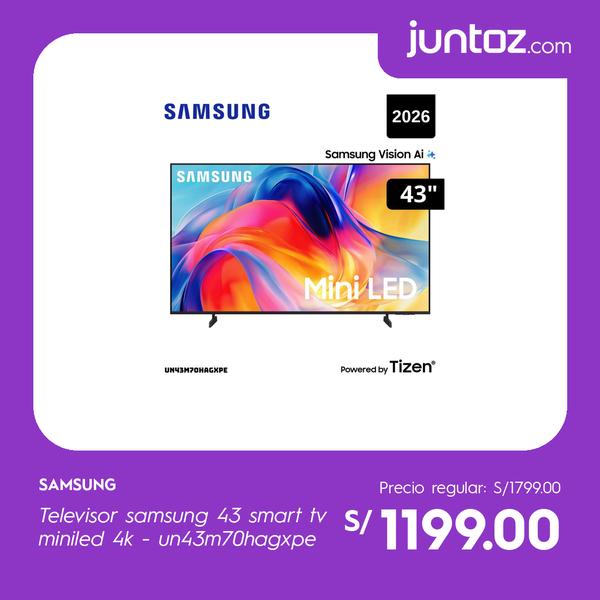 juntoz.com
SAMSUNG
2026
Samsung Vision Ai
SAMSUNG
43"
Mini LED
UN43M70HAGXPE
Powered by Tizen®
SAMSUNG
Precio regular: S/1799.00
Televisor samsung 43 smart tv
miniled 4k - un43m70hagxpe
S/ 1199.00